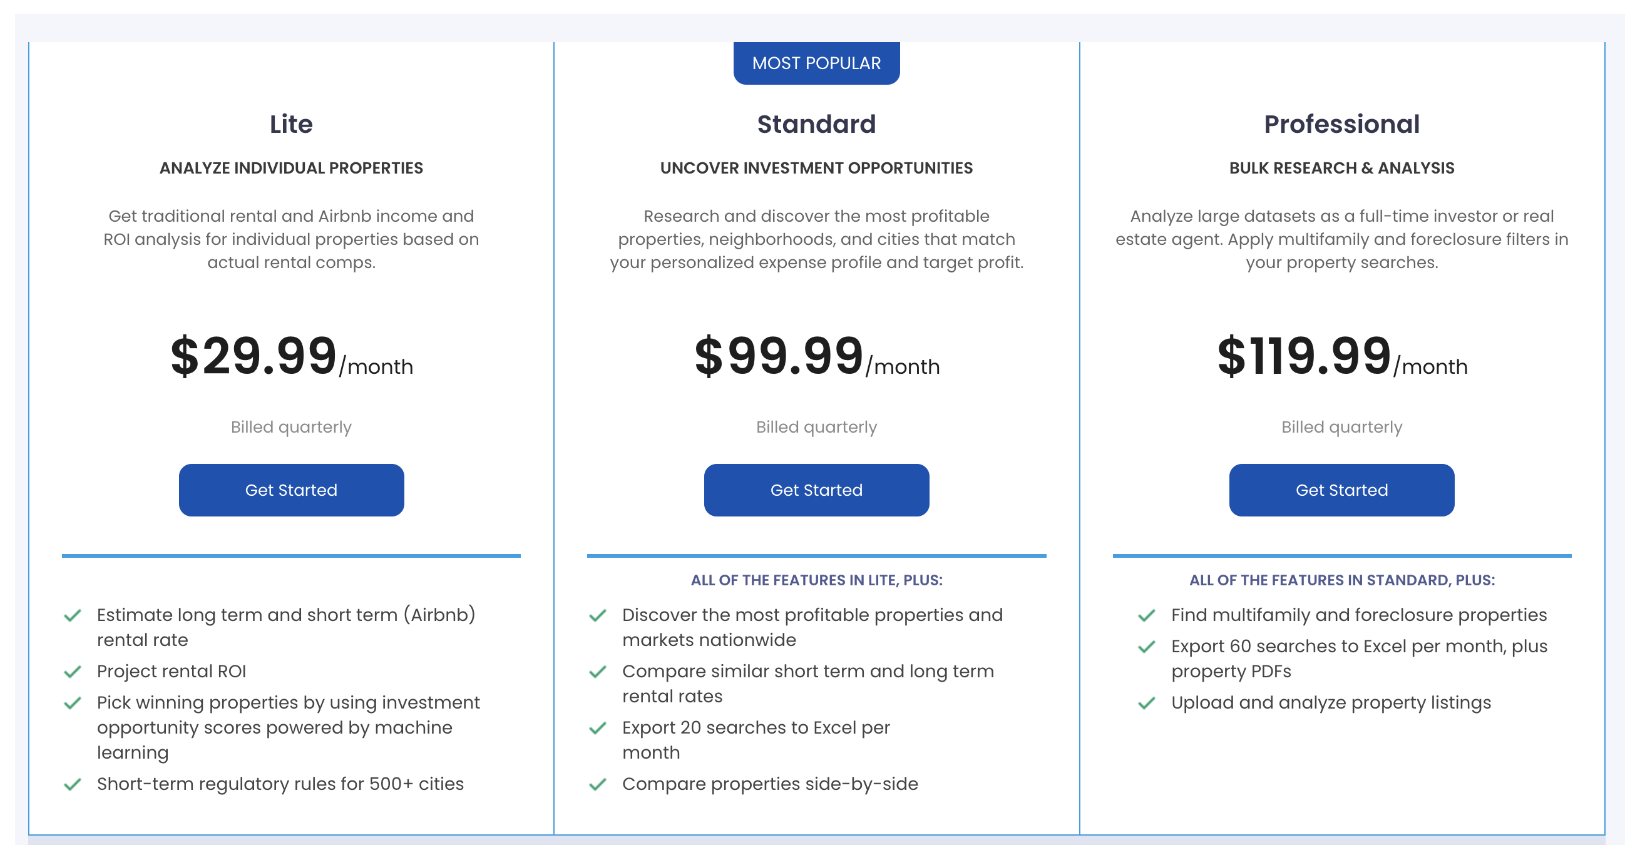 Lite
ANALYZE INDIVIDUAL PROPERTIES
Get traditional rental and Airbnb income and
ROI analysis for individual properties based on
actual rental comps.
$29.99/month
Billed quarterly
Get Started
Estimate long term and short term (Airbnb)
rental rate
Project rental ROI
Pick winning properties by using investment
opportunity scores powered by machine
learning
Short-term regulatory rules for 500+ cities
MOST POPULAR
Standard
UNCOVER INVESTMENT OPPORTUNITIES
Research and discover the most profitable
properties, neighborhoods, and cities that match
your personalized expense profile and target profit.
$99.99/month
Billed quarterly
Get Started
ALL OF THE FEATURES IN LITE, PLUS:
Discover the most profitable properties and
markets nationwide
Compare similar short term and long term
rental rates
Export 20 searches to Excel per
month
Compare properties side-by-side
Professional
BULK RESEARCH & ANALYSIS
Analyze large datasets as a full-time investor or real
estate agent. Apply multifamily and foreclosure filters in
your property searches.
$119.99/month
Billed quarterly
Get Started
ALL OF THE FEATURES IN STANDARD, PLUS:
Find multifamily and foreclosure properties
Export 60 searches to Excel per month, plus
property PDFs
Upload and analyze property listings